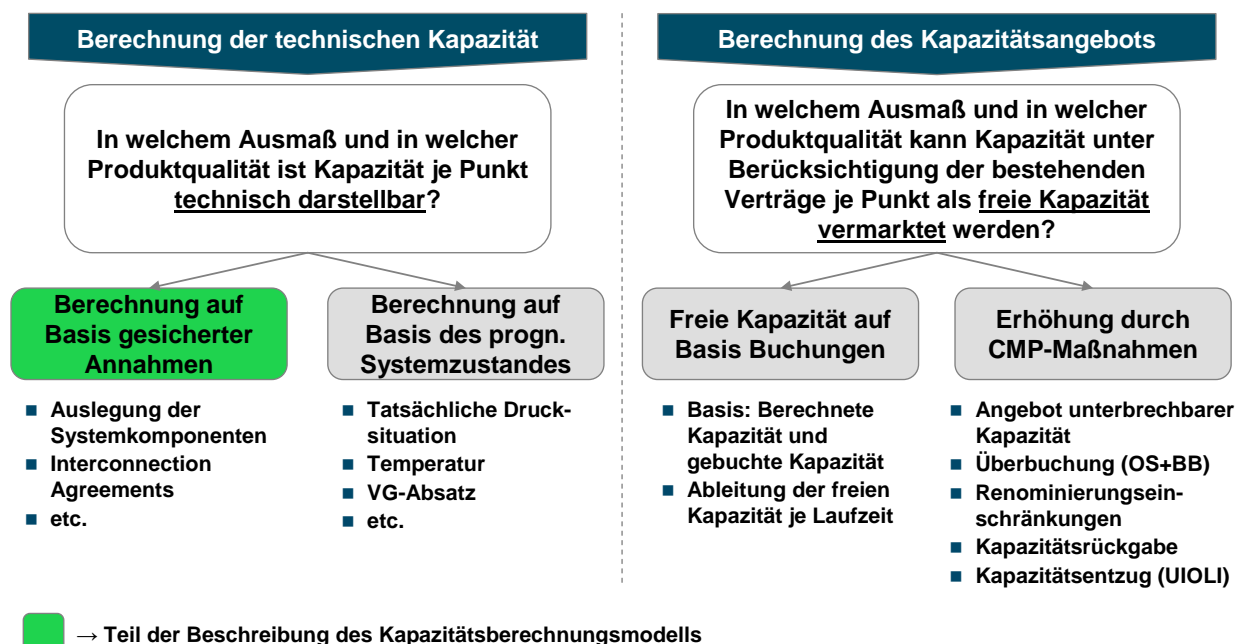 Berechnung der technischen Kapazität
In welchem Ausmaß und in welcher
Produktqualität ist Kapazität je Punkt
technisch darstellbar?
Berechnung auf
Basis gesicherter
Annahmen
■ Auslegung der
Systemkomponenten
■ Interconnection
Agreements
■ etc.
Berechnung auf
Basis des progn.
Systemzustandes
■ Tatsächliche Druck-
situation
■ Temperatur
■ VG-Absatz
■ etc.
Berechnung des Kapazitätsangebots
In welchem Ausmaß und in welcher
Produktqualität kann Kapazität unter
Berücksichtigung der bestehenden
Verträge je Punkt als freie Kapazität
vermarktet werden?
Freie Kapazität auf
Basis Buchungen
■ Basis: Berechnete
Kapazität und
gebuchte Kapazität
■ Ableitung der freien
Kapazität je Laufzeit
Erhöhung durch
CMP-Maßnahmen
■ Angebot unterbrechbarer
Kapazität
■ Überbuchung (OS+BB)
■ Renominierungsein-
schränkungen
■ Kapazitätsrückgabe
■ Kapazitätsentzug (UIOLI)
→ Teil der Beschreibung des Kapazitätsberechnungsmodells